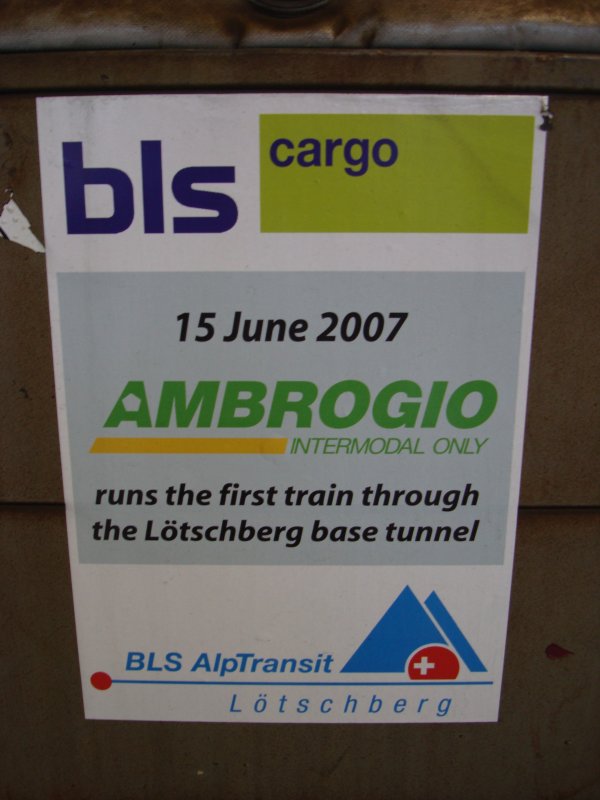 bls cargo
15 June 2007
AMBROGIO
INTERMODAL ONLY
runs the first train through
the Lötschberg base tunnel
BLS AlpTransit
Lötschberg